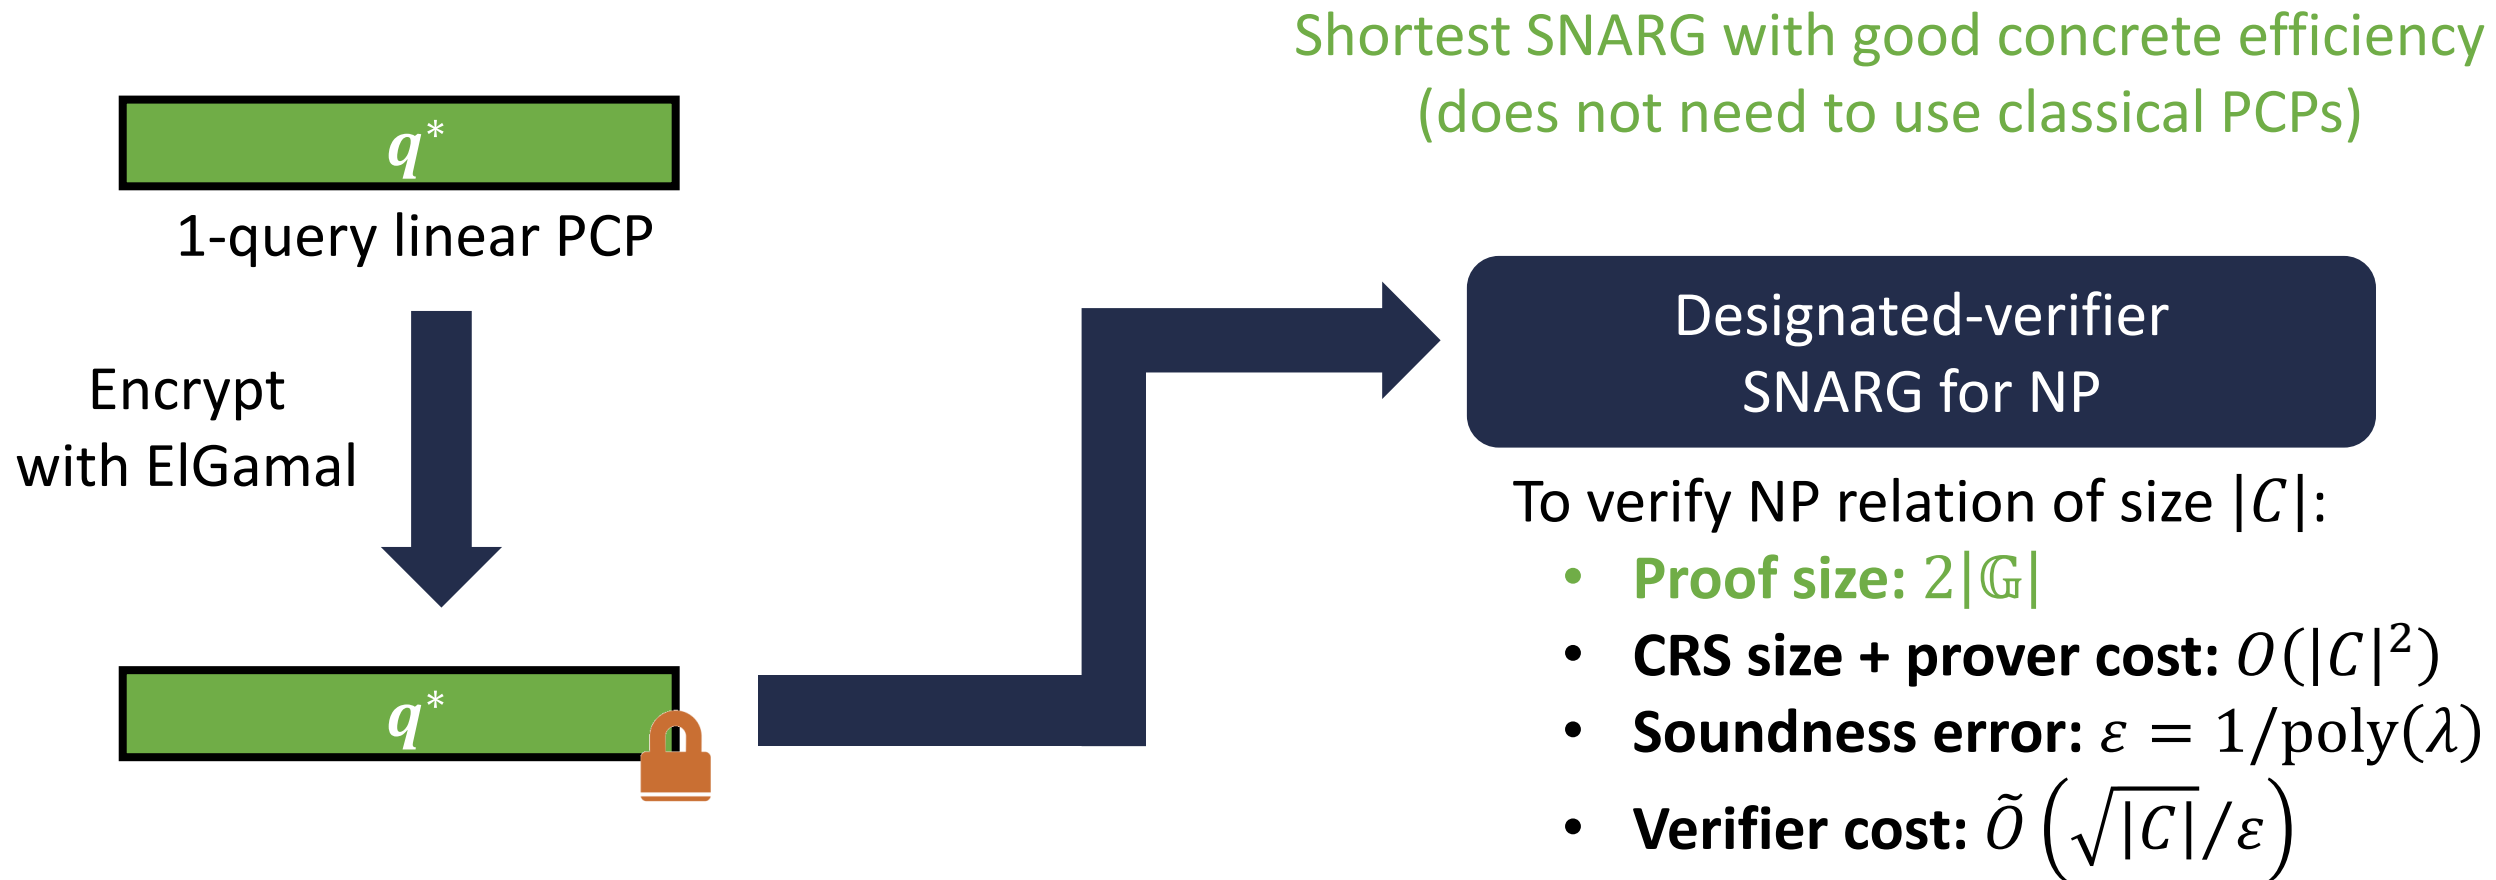 Shortest SNARG with good concrete efficiency
(does not need to use classical PCPs)
q*
1-query linear PCP
Encrypt
with ElGamal
q*
Designated-verifier
SNARG for NP
To verify NP relation of size |C|:
• Proof size: 2|𝔾|
• CRS size + prover cost: O(|C|²)
• Soundness error: ε = 1/poly(λ)
• Verifier cost: Õ(√|C|/ε)